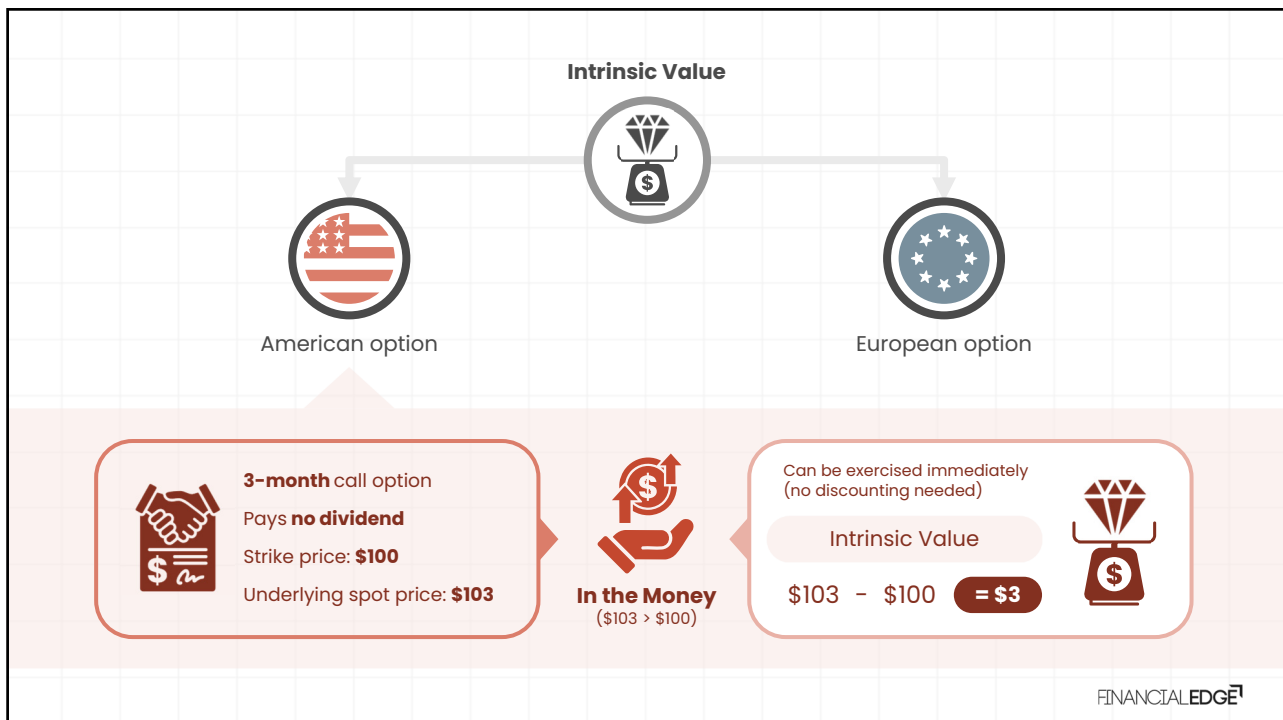 Intrinsic Value
$
American option
European option
3-month call option
Pays no dividend
Strike price: $100
Underlying spot price: $103
$
$
In the Money
($103 > $100)
Can be exercised immediately
(no discounting needed)
Intrinsic Value
$103 - $100 = $3
$
FINANCIALEDGE